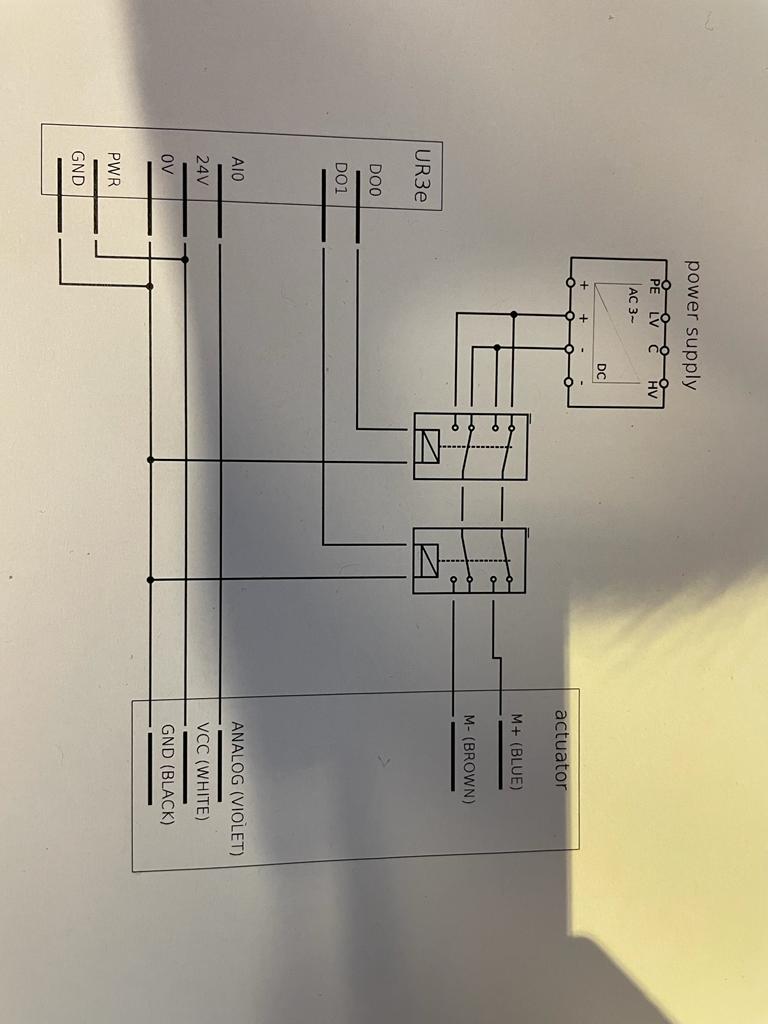 power supply
PE LV C HV
AC 3~
DC
+ + - -
actuator
M+ (BLUE)
M- (BROWN)
UR3e
DO0
DO1
AI0
24V
0V
PWR
GND
ANALOG (VIOLET)
VCC (WHITE)
GND (BLACK)